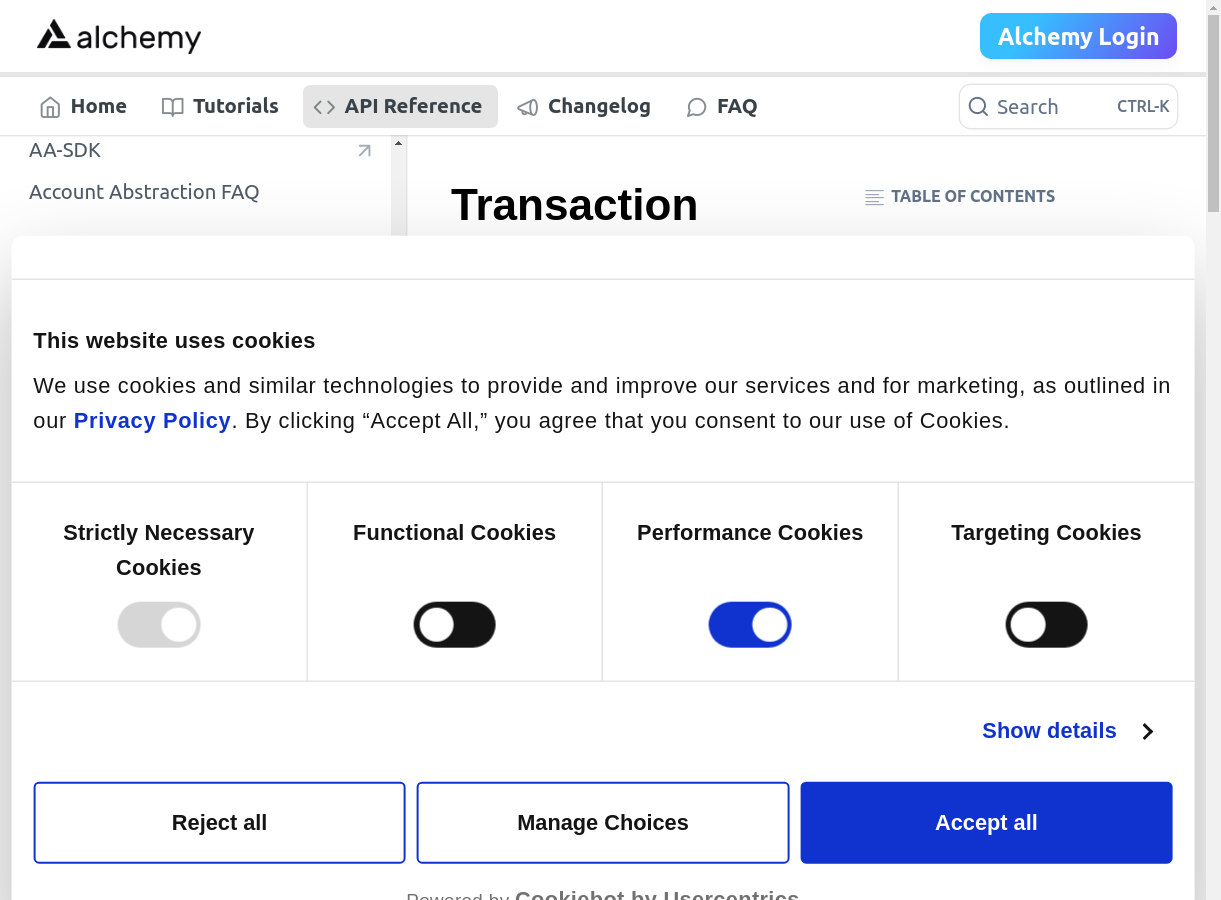 alchemy
Alchemy Login
Home Tutorials API Reference Changelog FAQ Search CTRL-K
AA-SDK
Account Abstraction FAQ
Transaction
TABLE OF CONTENTS
This website uses cookies
We use cookies and similar technologies to provide and improve our services and for marketing, as outlined in
our Privacy Policy. By clicking “Accept All,” you agree that you consent to our use of Cookies.
Strictly Necessary
Cookies
Functional Cookies
Performance Cookies
Targeting Cookies
Show details
Reject all
Manage Choices
Accept all
Powered by Cookiebot by Usercentrics